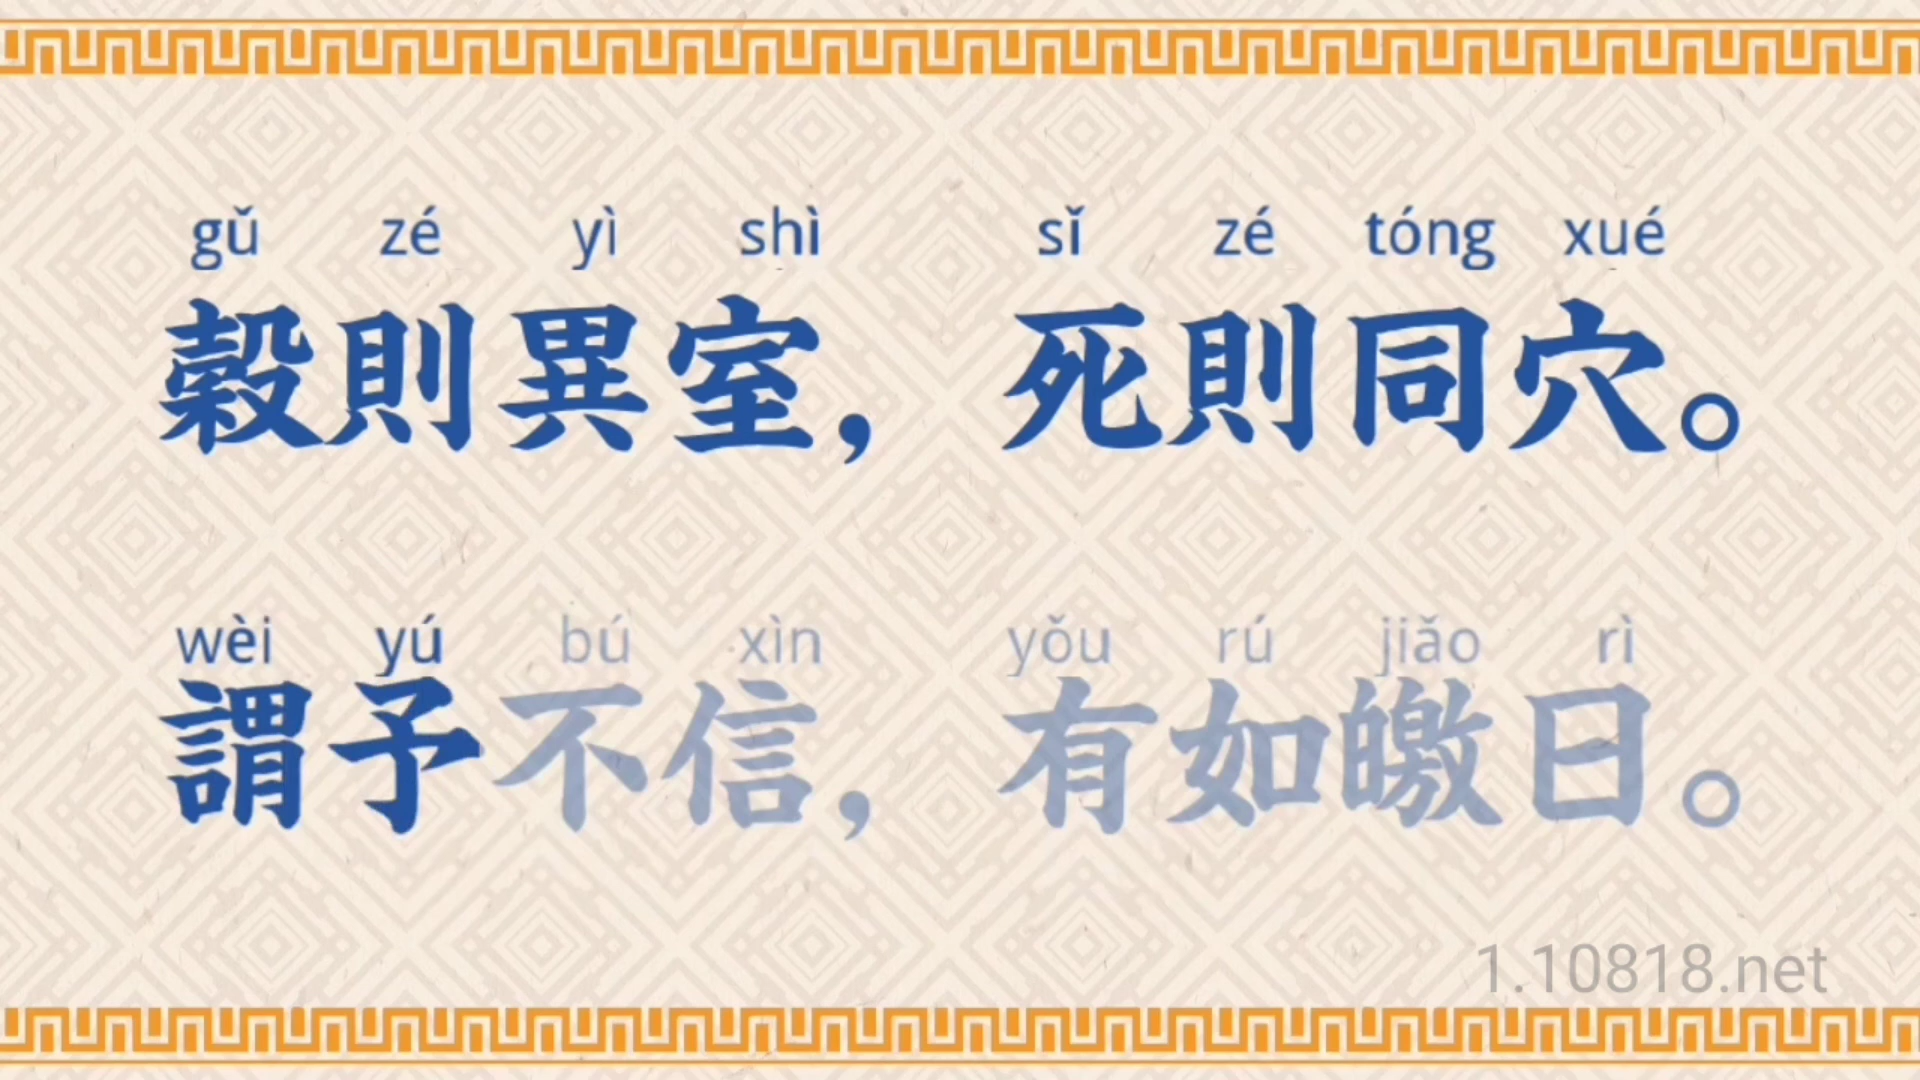 gǔ zé yì shì sǐ zé tóng xué
穀則異室，死則同穴。
wèi yú bú xìn yǒu rú jiǎo rì
謂予不信，有如皦日。
1.10818.net